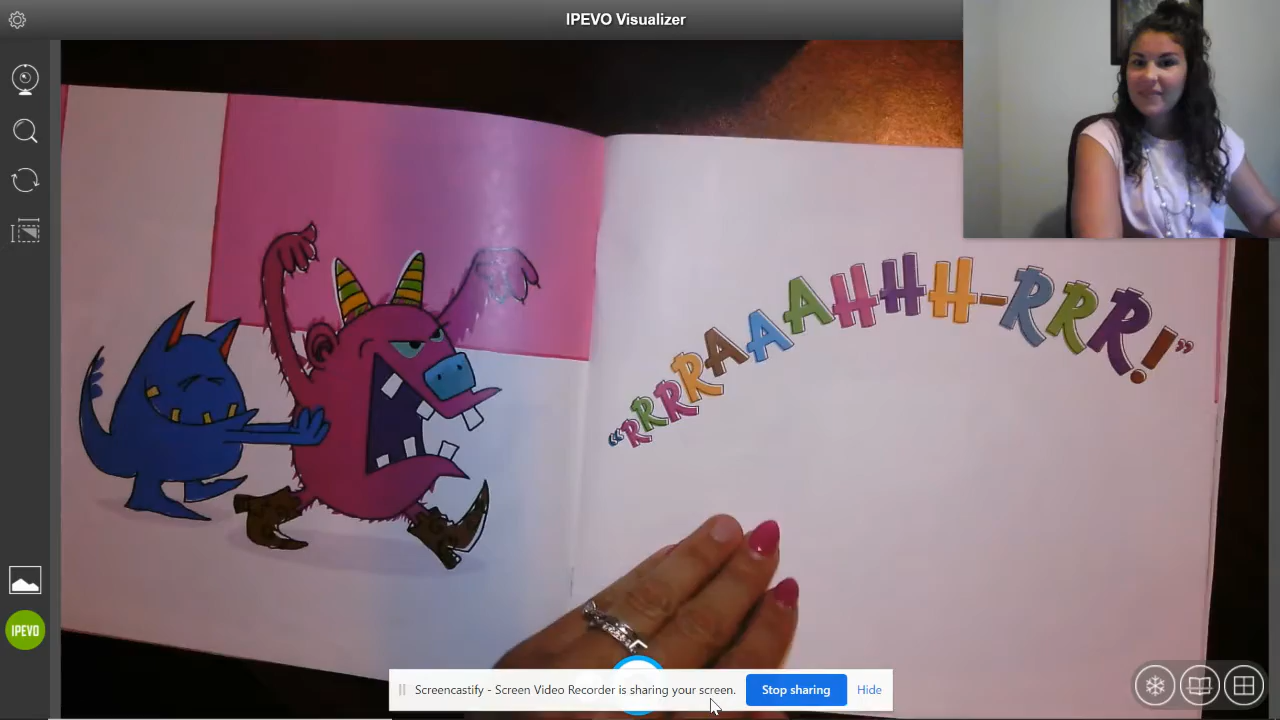 IPEVO Visualizer
“RRRRAAAHHH–RRR!”
IPEVO
Screencastify - Screen Video Recorder is sharing your screen.
Stop sharing
Hide